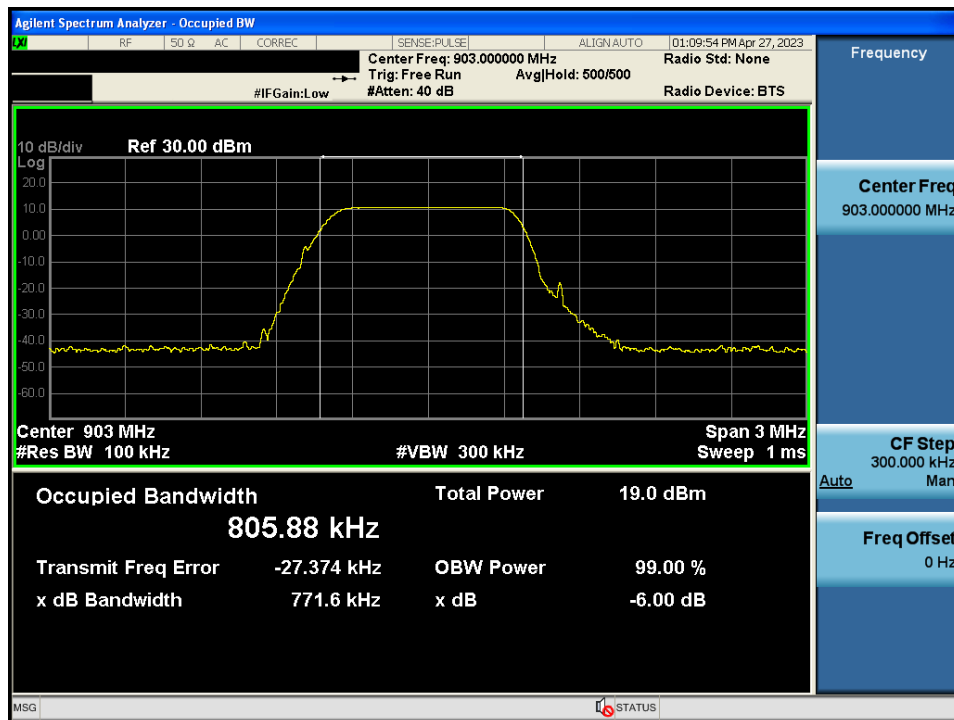 Agilent Spectrum Analyzer - Occupied BW
LXI RF 50 Ω AC CORREC SENSE:PULSE ALIGN AUTO 01:09:54 PM Apr 27, 2023
Center Freq: 903.000000 MHz Radio Std: None
Trig: Free Run Avg|Hold: 500/500
#IFGain:Low #Atten: 40 dB Radio Device: BTS
Frequency
10 dB/div Ref 30.00 dBm
Log
20.0
10.0
0.00
-10.0
-20.0
-30.0
-40.0
-50.0
-60.0
Center 903 MHz Span 3 MHz
#Res BW 100 kHz #VBW 300 kHz Sweep 1 ms
Occupied Bandwidth Total Power 19.0 dBm
805.88 kHz
Transmit Freq Error -27.374 kHz OBW Power 99.00 %
x dB Bandwidth 771.6 kHz x dB -6.00 dB
Center Freq
903.000000 MHz
CF Step
300.000 kHz
Auto Man
Freq Offset
0 Hz
MSG STATUS